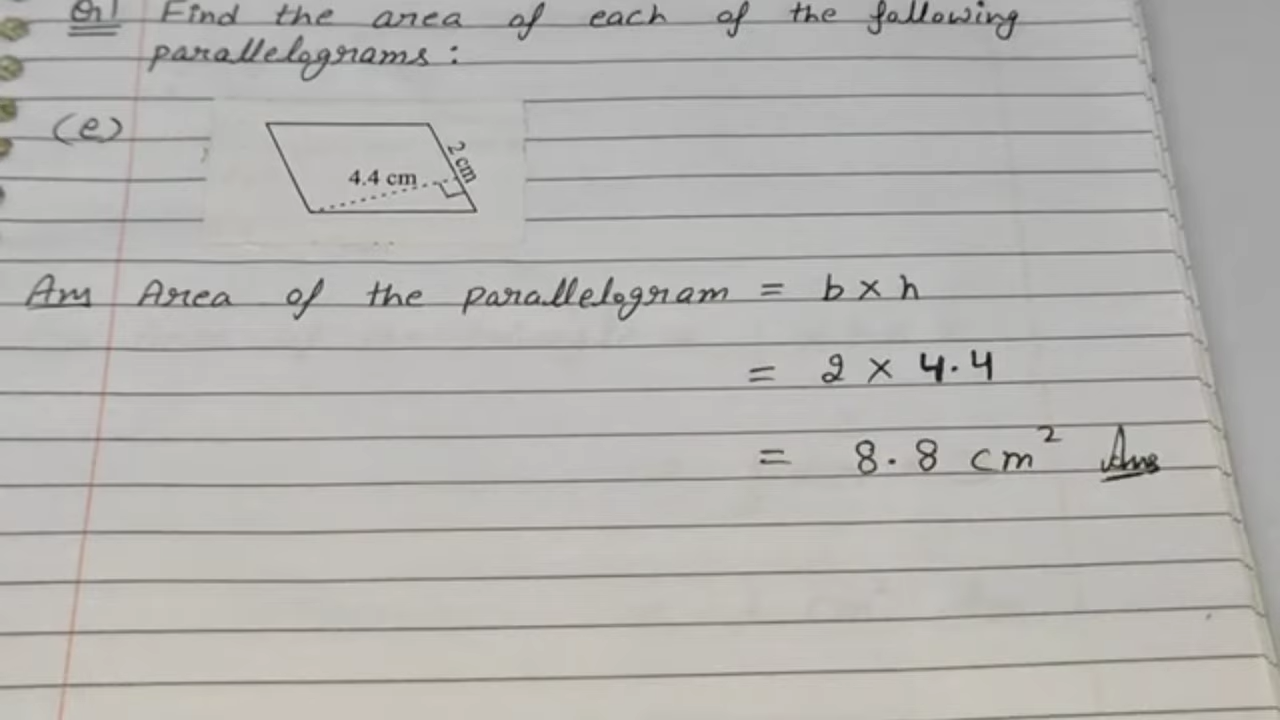 Qn1 Find the area of each of the following
parallelograms :
(e)
2 cm
4.4 cm
Ans Area of the parallelogram = b × h
= 2 × 4.4
= 8.8 cm² Ans